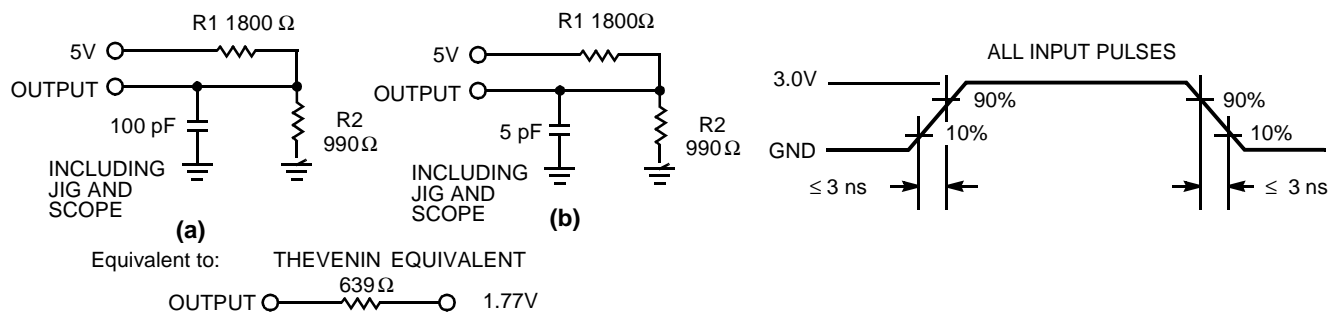 R1 1800 Ω
5V
OUTPUT
100 pF
R2
990Ω
INCLUDING
JIG AND
SCOPE
(a)
R1 1800Ω
5V
OUTPUT
5 pF
R2
990Ω
INCLUDING
JIG AND
SCOPE
(b)
ALL INPUT PULSES
3.0V
90%
10%
GND
≤ 3 ns
90%
10%
≤ 3 ns
Equivalent to: THEVENIN EQUIVALENT
639Ω
OUTPUT 1.77V